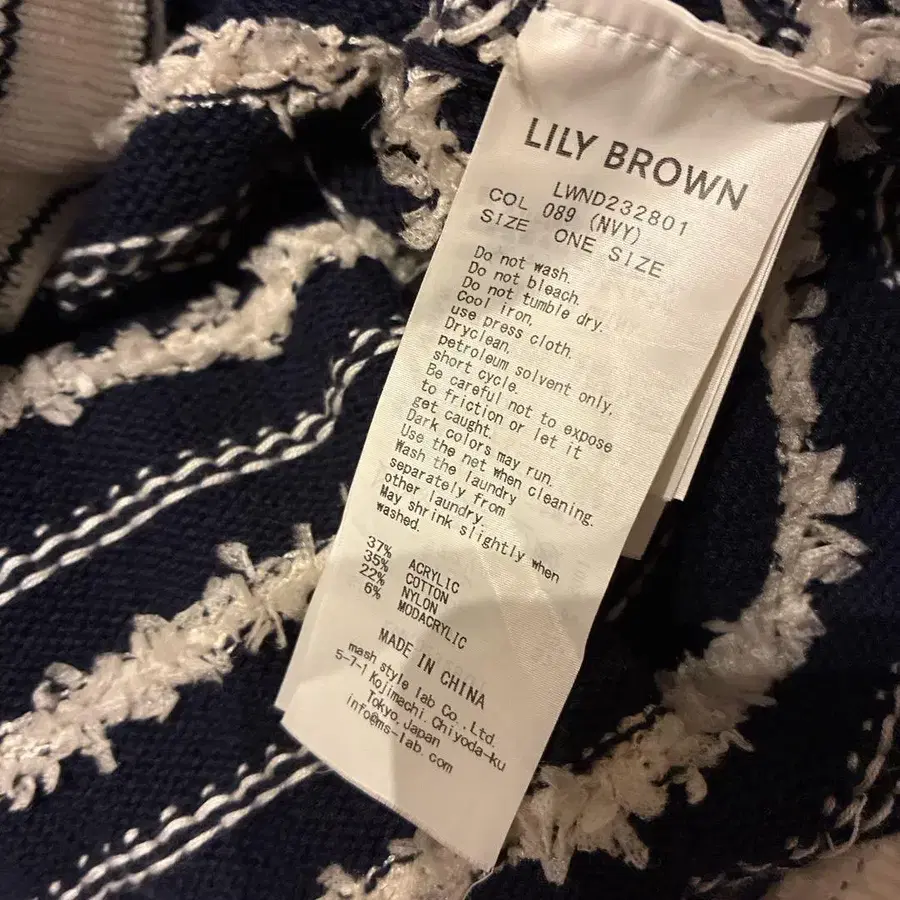 LILY BROWN
LWND232801
COL 089 (NVY)
SIZE ONE SIZE
Do not wash.
Do not bleach.
Do not tumble dry.
Cool iron,
use press cloth.
Dryclean,
petroleum solvent only,
short cycle.
Be careful not to expose
to friction or let it
get caught.
Dark colors may run.
Use the net when cleaning.
Wash the laundry
separately from
other laundry.
May shrink slightly when
washed.
37% ACRYLIC
35% COTTON
22% NYLON
6% MODACRYLIC
MADE IN CHINA
mash style lab Co.,Ltd.
5-7-1 Kojimachi, Chiyoda-ku
Tokyo, Japan
info@ms-lab.com